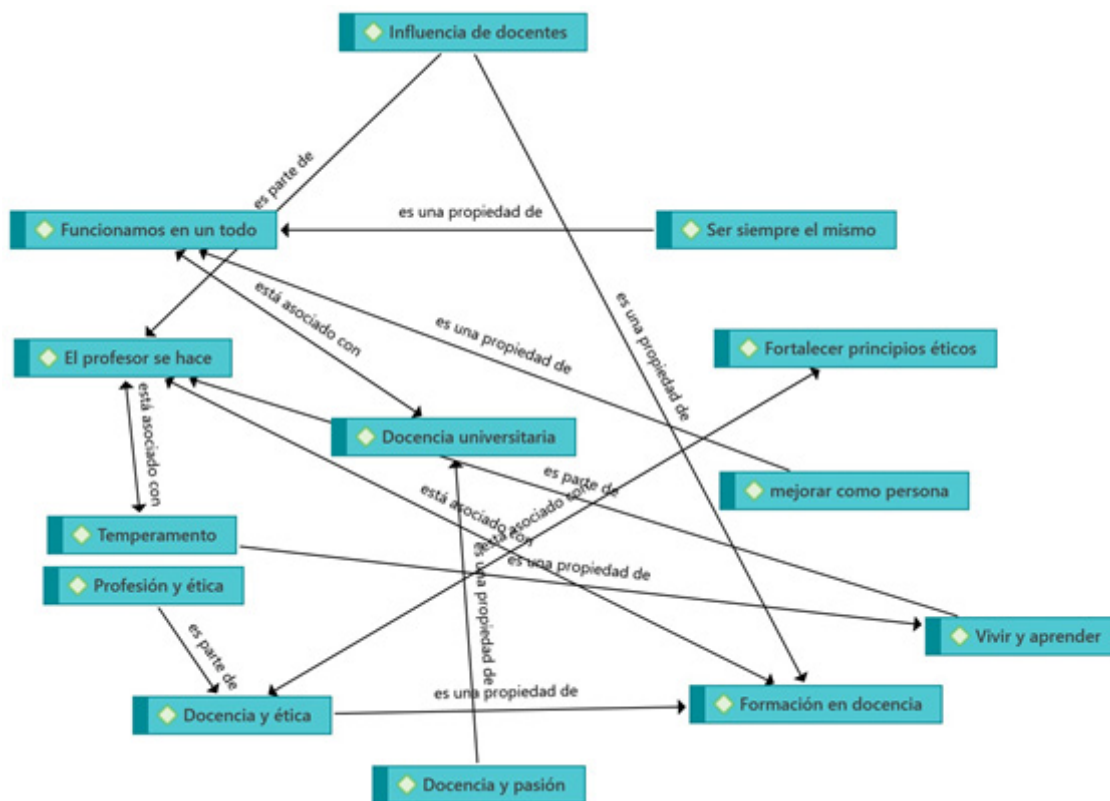 Influencia de docentes
es parte de
Funcionamos en un todo
es una propiedad de
Ser siempre el mismo
está asociado con
es una propiedad de
es una propiedad de
El profesor se hace
Fortalecer principios éticos
está asociado con
Docencia universitaria
es parte de
mejorar como persona
está asociado con
está asociado con
Temperamento
es una propiedad de
es una propiedad de
Profesión y ética
Vivir y aprender
es parte de
Docencia y ética
es una propiedad de
Formación en docencia
Docencia y pasión